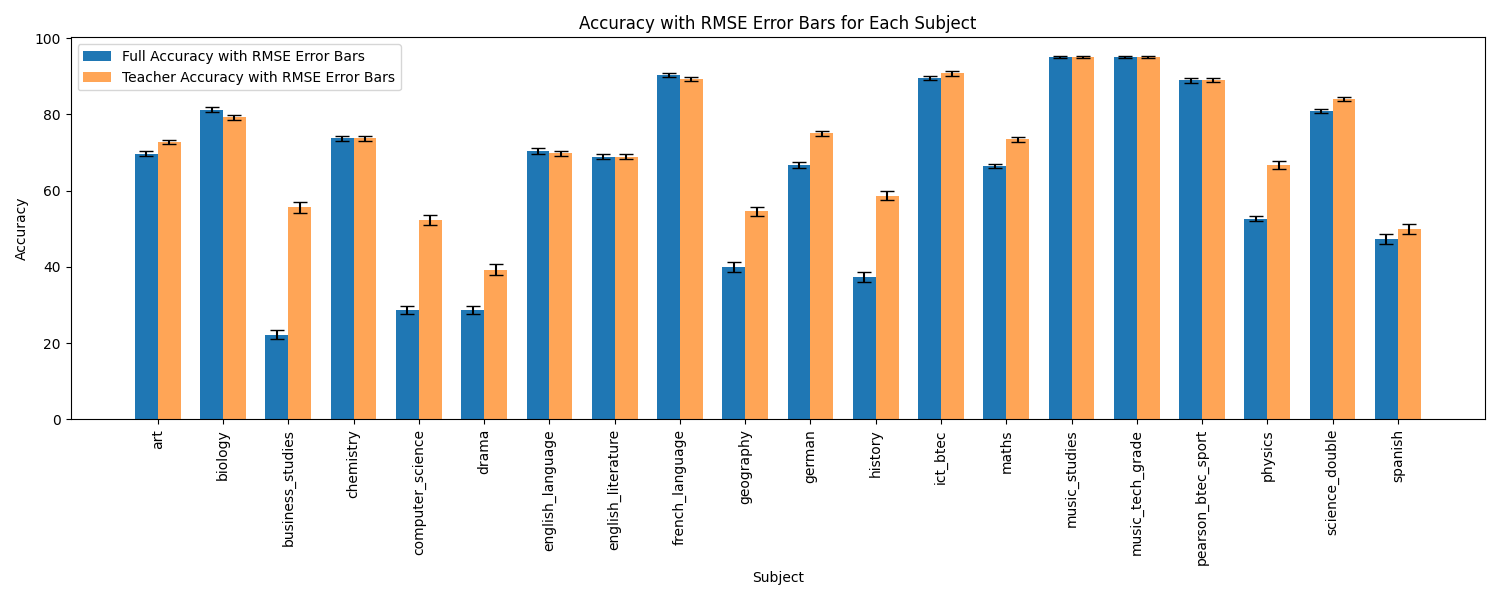 Accuracy with RMSE Error Bars for Each Subject
Full Accuracy with RMSE Error Bars
Teacher Accuracy with RMSE Error Bars
Accuracy
100
80
60
40
20
0
art
biology
business_studies
chemistry
computer_science
drama
english_language
english_literature
french_language
geography
german
history
ict_btec
maths
music_studies
music_tech_grade
pearson_btec_sport
physics
science_double
spanish
Subject